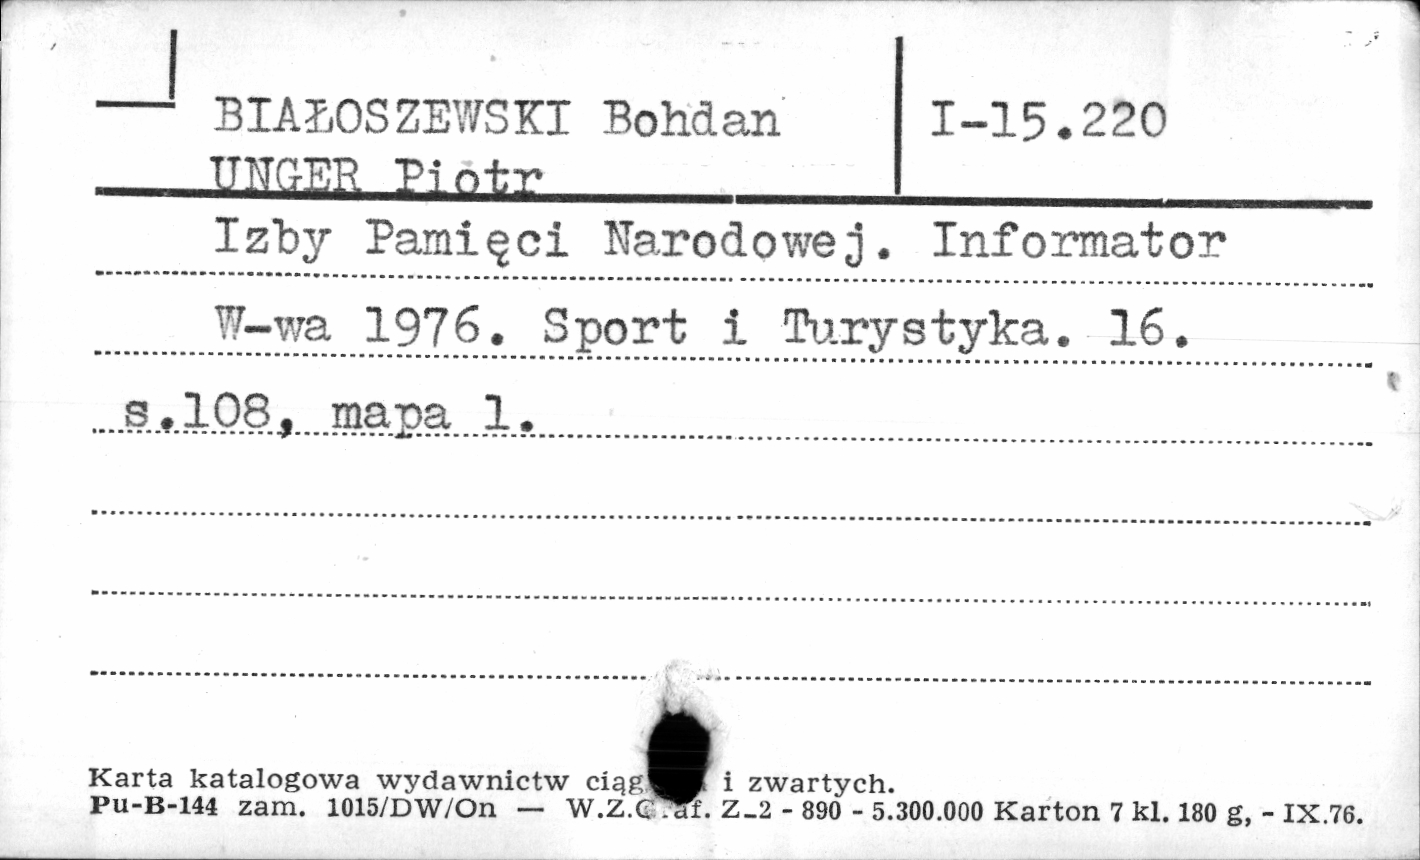 BIAŁOSZEWSKI Bohdan I-15.220
UNGER Piotr
Izby Pamięci Narodowej. Informator
W-wa 1976. Sport i Turystyka. 16.
s.108, mapa 1.
Karta katalogowa wydawnictw i zwartych.
Pu-B-144 zam. 1015/DW/On — Z-2 - 890 - 5.300.000 Karton 7 kl. 180 g, - IX.76.